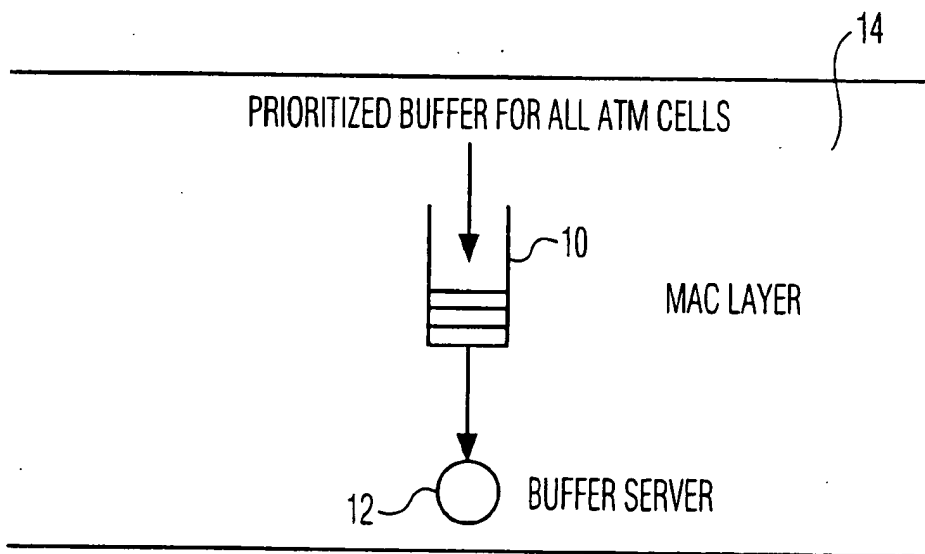 14
PRIORITIZED BUFFER FOR ALL ATM CELLS
10
MAC LAYER
12
BUFFER SERVER